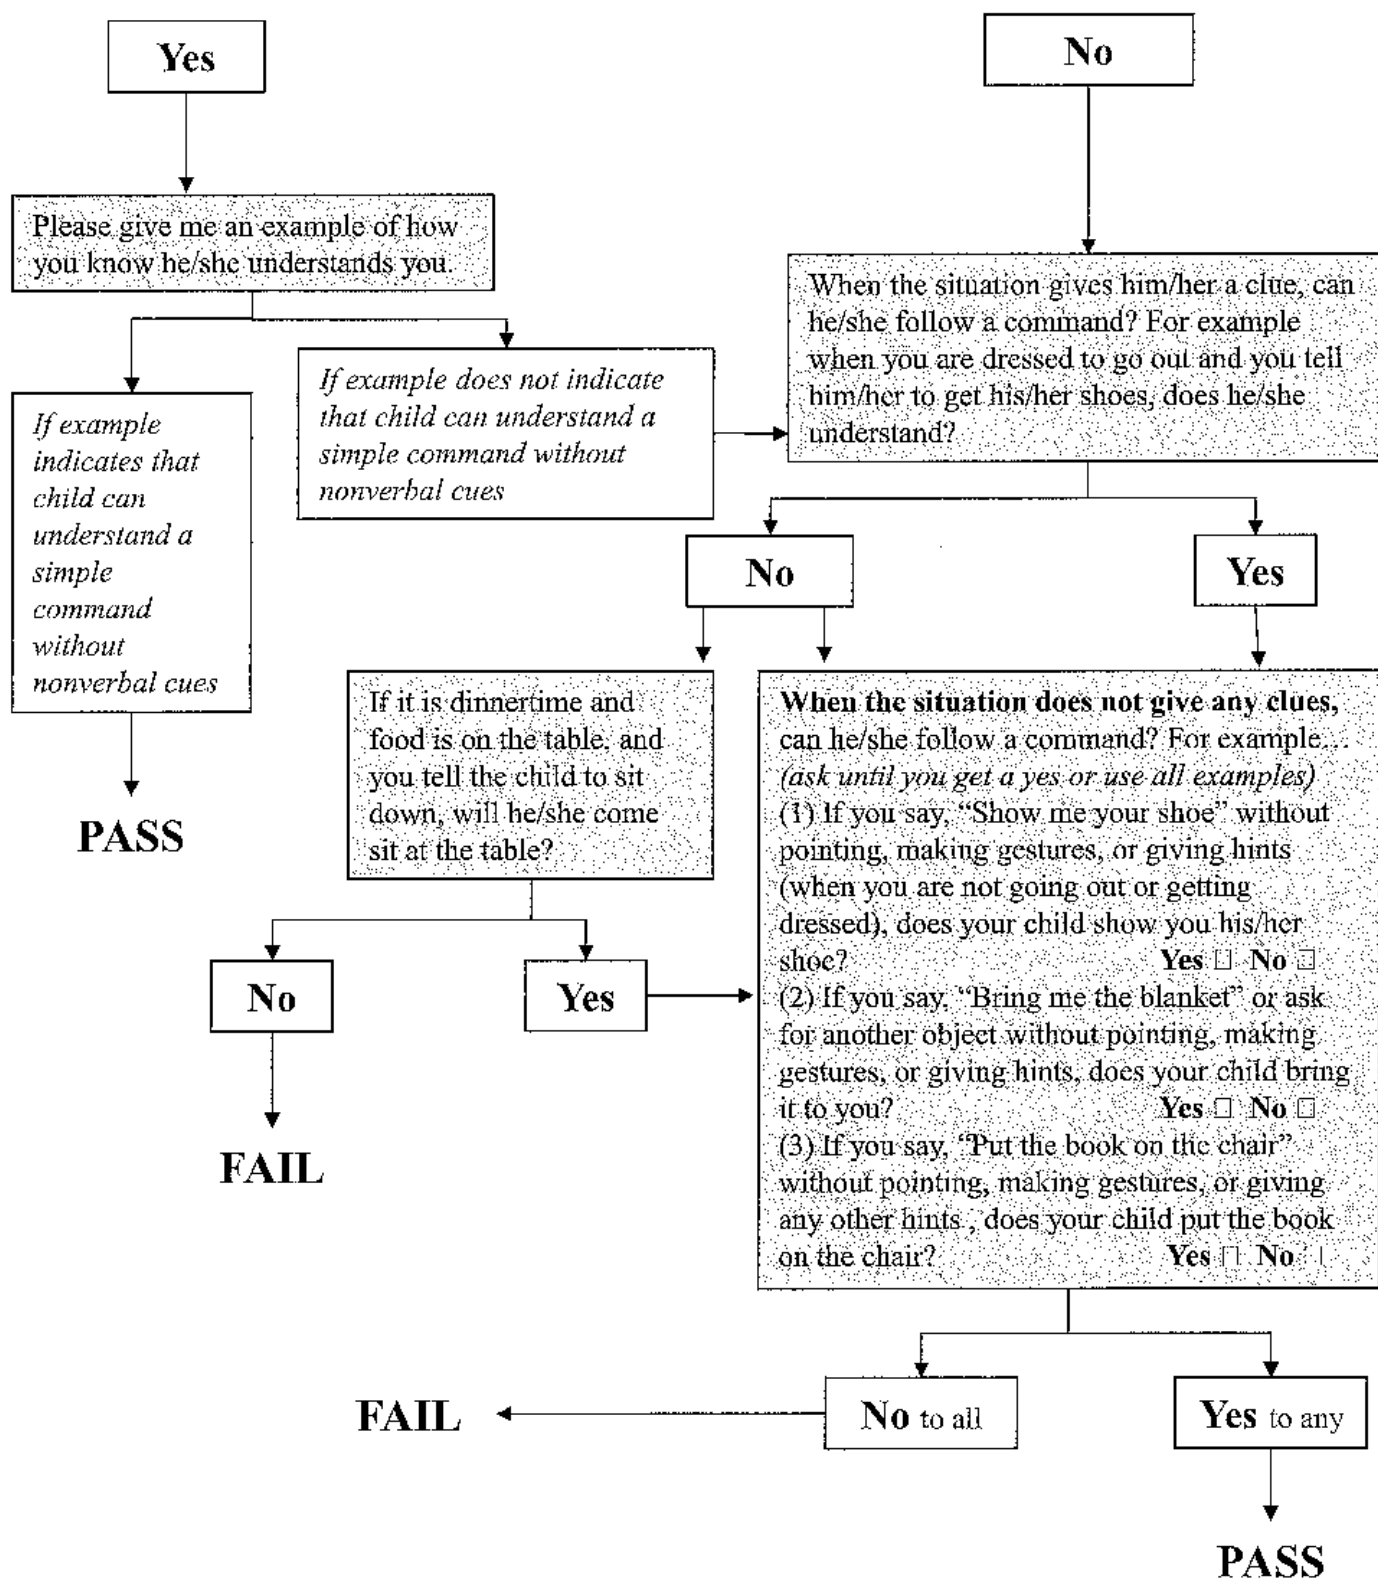 Yes
No
Please give me an example of how
you know he/she understands you.
When the situation gives him/her a clue, can
he/she follow a command? For example
when you are dressed to go out and you tell
him/her to get his/her shoes, does he/she
understand?
If example
indicates that
child can
understand a
simple
command
without
nonverbal cues
If example does not indicate
that child can understand a
simple command without
nonverbal cues
No
Yes
PASS
If it is dinnertime and
food is on the table, and
you tell the child to sit
down, will he/she come
sit at the table?
When the situation does not give any clues,
can he/she follow a command? For example…
(ask until you get a yes or use all examples)
(1) If you say, “Show me your shoe” without
pointing, making gestures, or giving hints
(when you are not going out or getting
dressed), does your child show you his/her
shoe? Yes □ No □
(2) If you say, “Bring me the blanket” or ask
for another object without pointing, making
gestures, or giving hints, does your child bring
it to you? Yes □ No □
(3) If you say, “Put the book on the chair”
without pointing, making gestures, or giving
any other hints , does your child put the book
on the chair? Yes □ No □
No
Yes
FAIL
FAIL
No to all
Yes to any
PASS